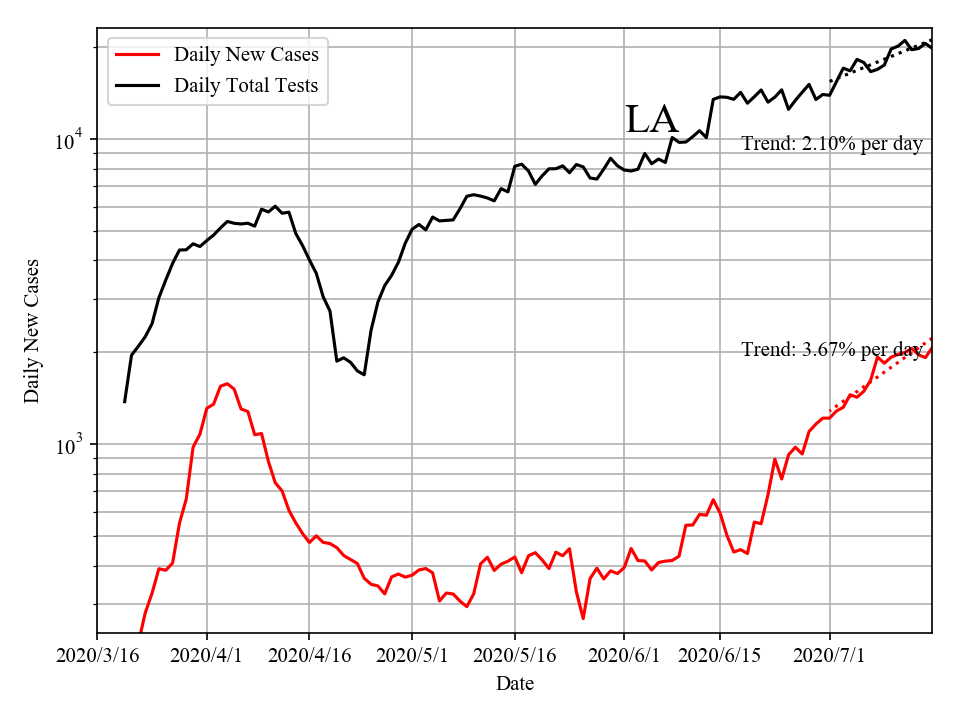 Daily New Cases
Daily Total Tests
LA
10^4
Trend: 2.10% per day
Daily New Cases
Trend: 3.67% per day
10^3
2020/3/16 2020/4/1 2020/4/16 2020/5/1 2020/5/16 2020/6/1 2020/6/15 2020/7/1
Date